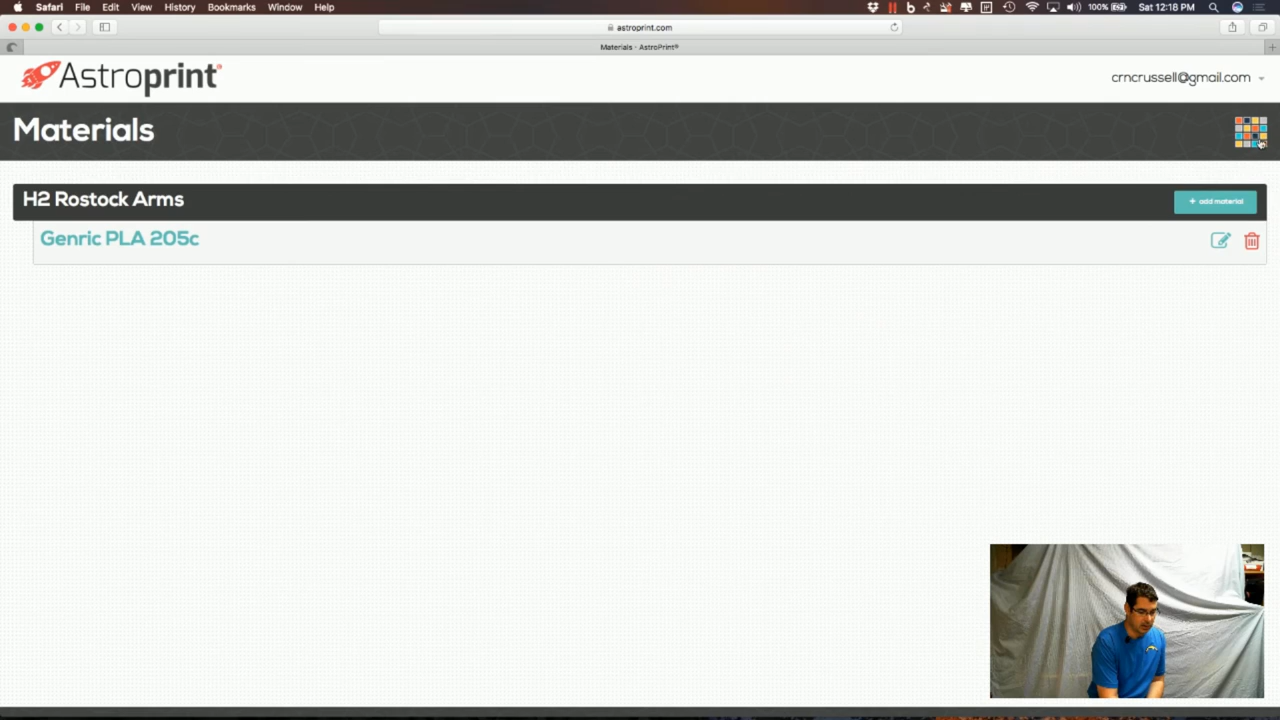 Safari File Edit View History Bookmarks Window Help 100% Sat 12:18 PM
astroprint.com
Materials - AstroPrint®
Astroprint® crncrussell@gmail.com
Materials
H2 Rostock Arms + add material
Genric PLA 205c